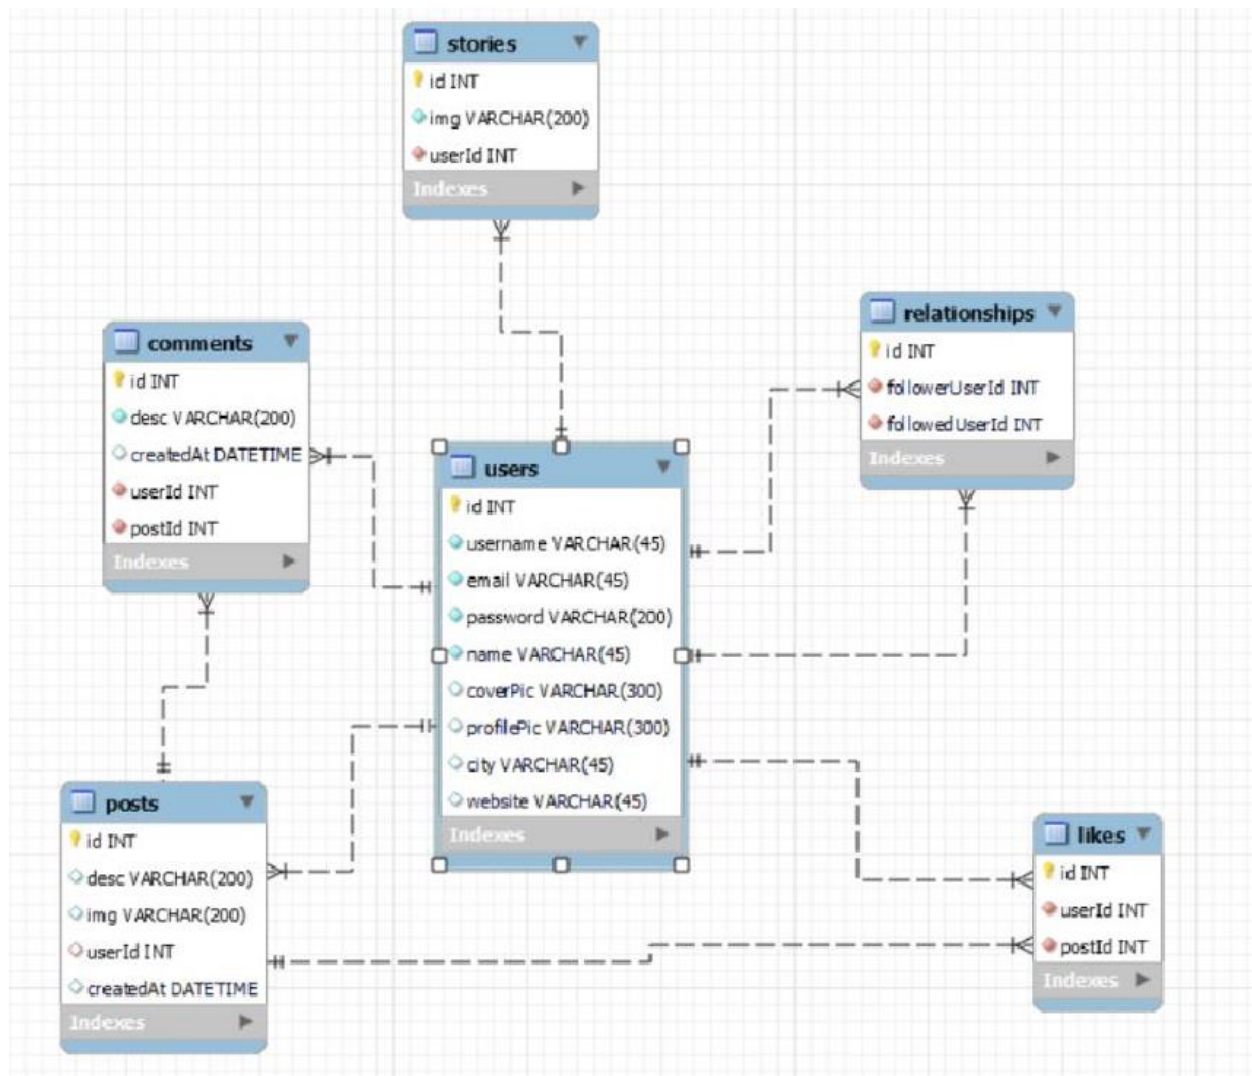 stories
id INT
img VARCHAR(200)
userId INT
Indexes
relationships
id INT
followerUserId INT
followedUserId INT
Indexes
comments
id INT
desc VARCHAR(200)
createdAt DATETIME
userId INT
postId INT
Indexes
users
id INT
username VARCHAR(45)
email VARCHAR(45)
password VARCHAR(200)
name VARCHAR(45)
coverPic VARCHAR(300)
profilePic VARCHAR(300)
city VARCHAR(45)
website VARCHAR(45)
Indexes
posts
id INT
desc VARCHAR(200)
img VARCHAR(200)
userId INT
createdAt DATETIME
Indexes
likes
id INT
userId INT
postId INT
Indexes